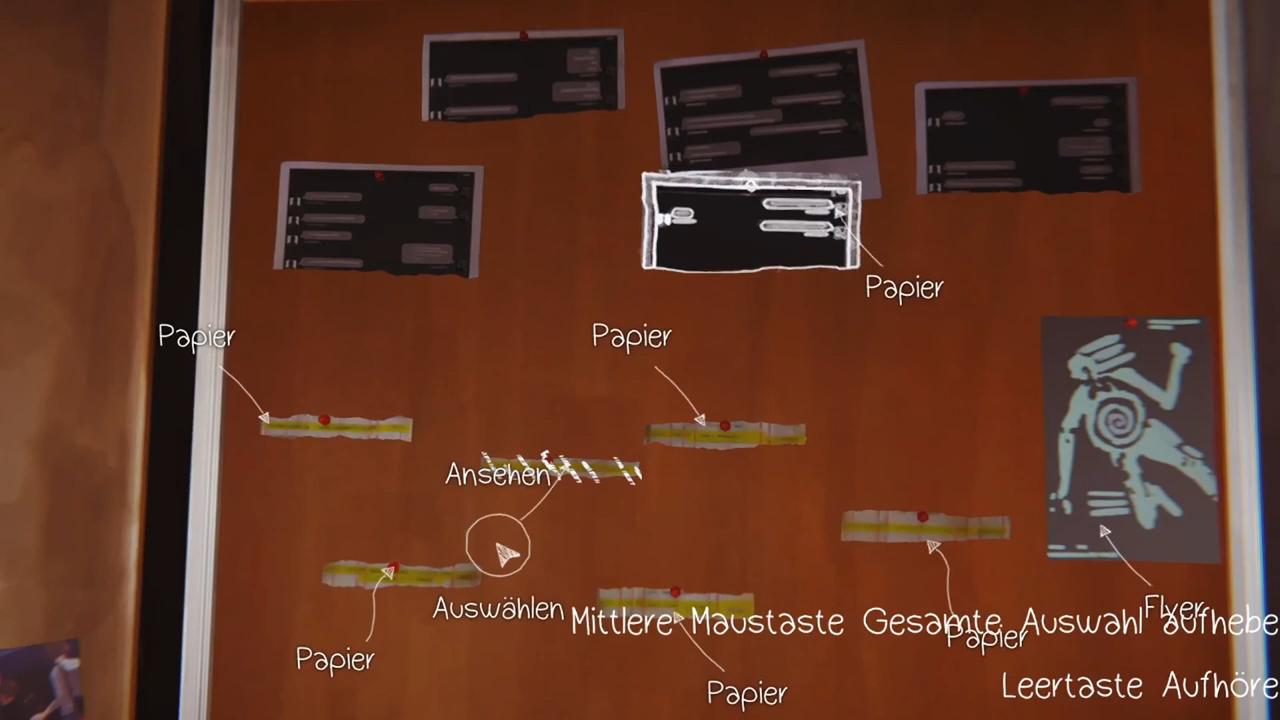 Papier
Papier
Papier
Ansehen
Auswählen
Mittlere Maustaste Gesamte Auswahl aufhebe
Flyer
Papier
Papier
Leertaste Aufhöre
Papier